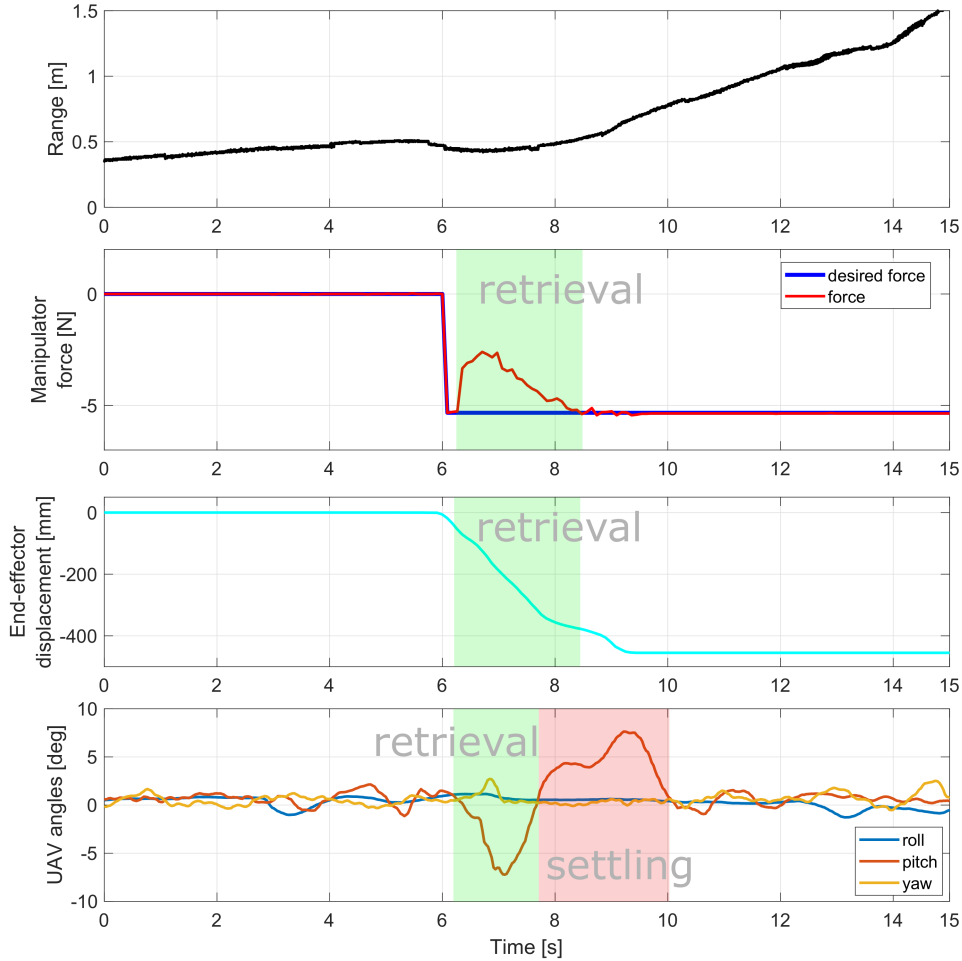 1.5
1
0.5
0
Range [m]
0 2 4 6 8 10 12 14 15
retrieval
desired force
force
0
-5
Manipulator
force [N]
0 2 4 6 8 10 12 14 15
retrieval
0
-200
-400
End-effector
displacement [mm]
0 2 4 6 8 10 12 14 15
10
5
0
-5
-10
UAV angles [deg]
retrieval
settling
roll
pitch
yaw
0 2 4 6 8 10 12 14 15
Time [s]